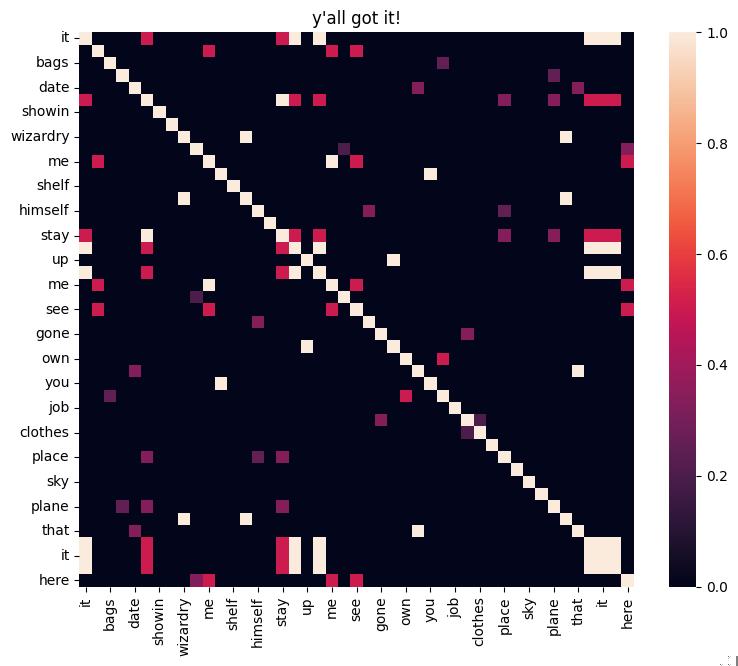 y'all got it!
it
bags
date
showin
wizardry
me
shelf
himself
stay
up
me
see
gone
own
you
job
clothes
place
sky
plane
that
it
here
1.0
0.8
0.6
0.4
0.2
0.0
it
bags
date
showin
wizardry
me
shelf
himself
stay
up
me
see
gone
own
you
job
clothes
place
sky
plane
that
it
here